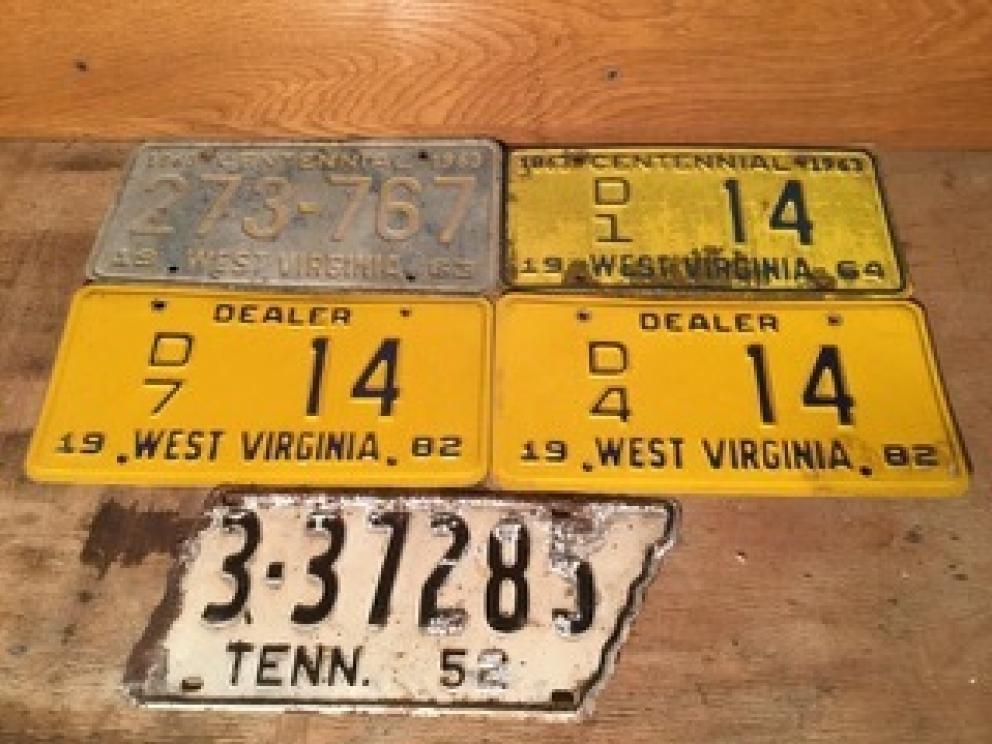 1863 CENTENNIAL 1963
273-767
19 WEST VIRGINIA 63
1863 CENTENNIAL 1963
D
1 14
19 WEST VIRGINIA 64
DEALER
D
7 14
19 WEST VIRGINIA 82
DEALER
D
4 14
19 WEST VIRGINIA 82
3-37285
TENN. 52